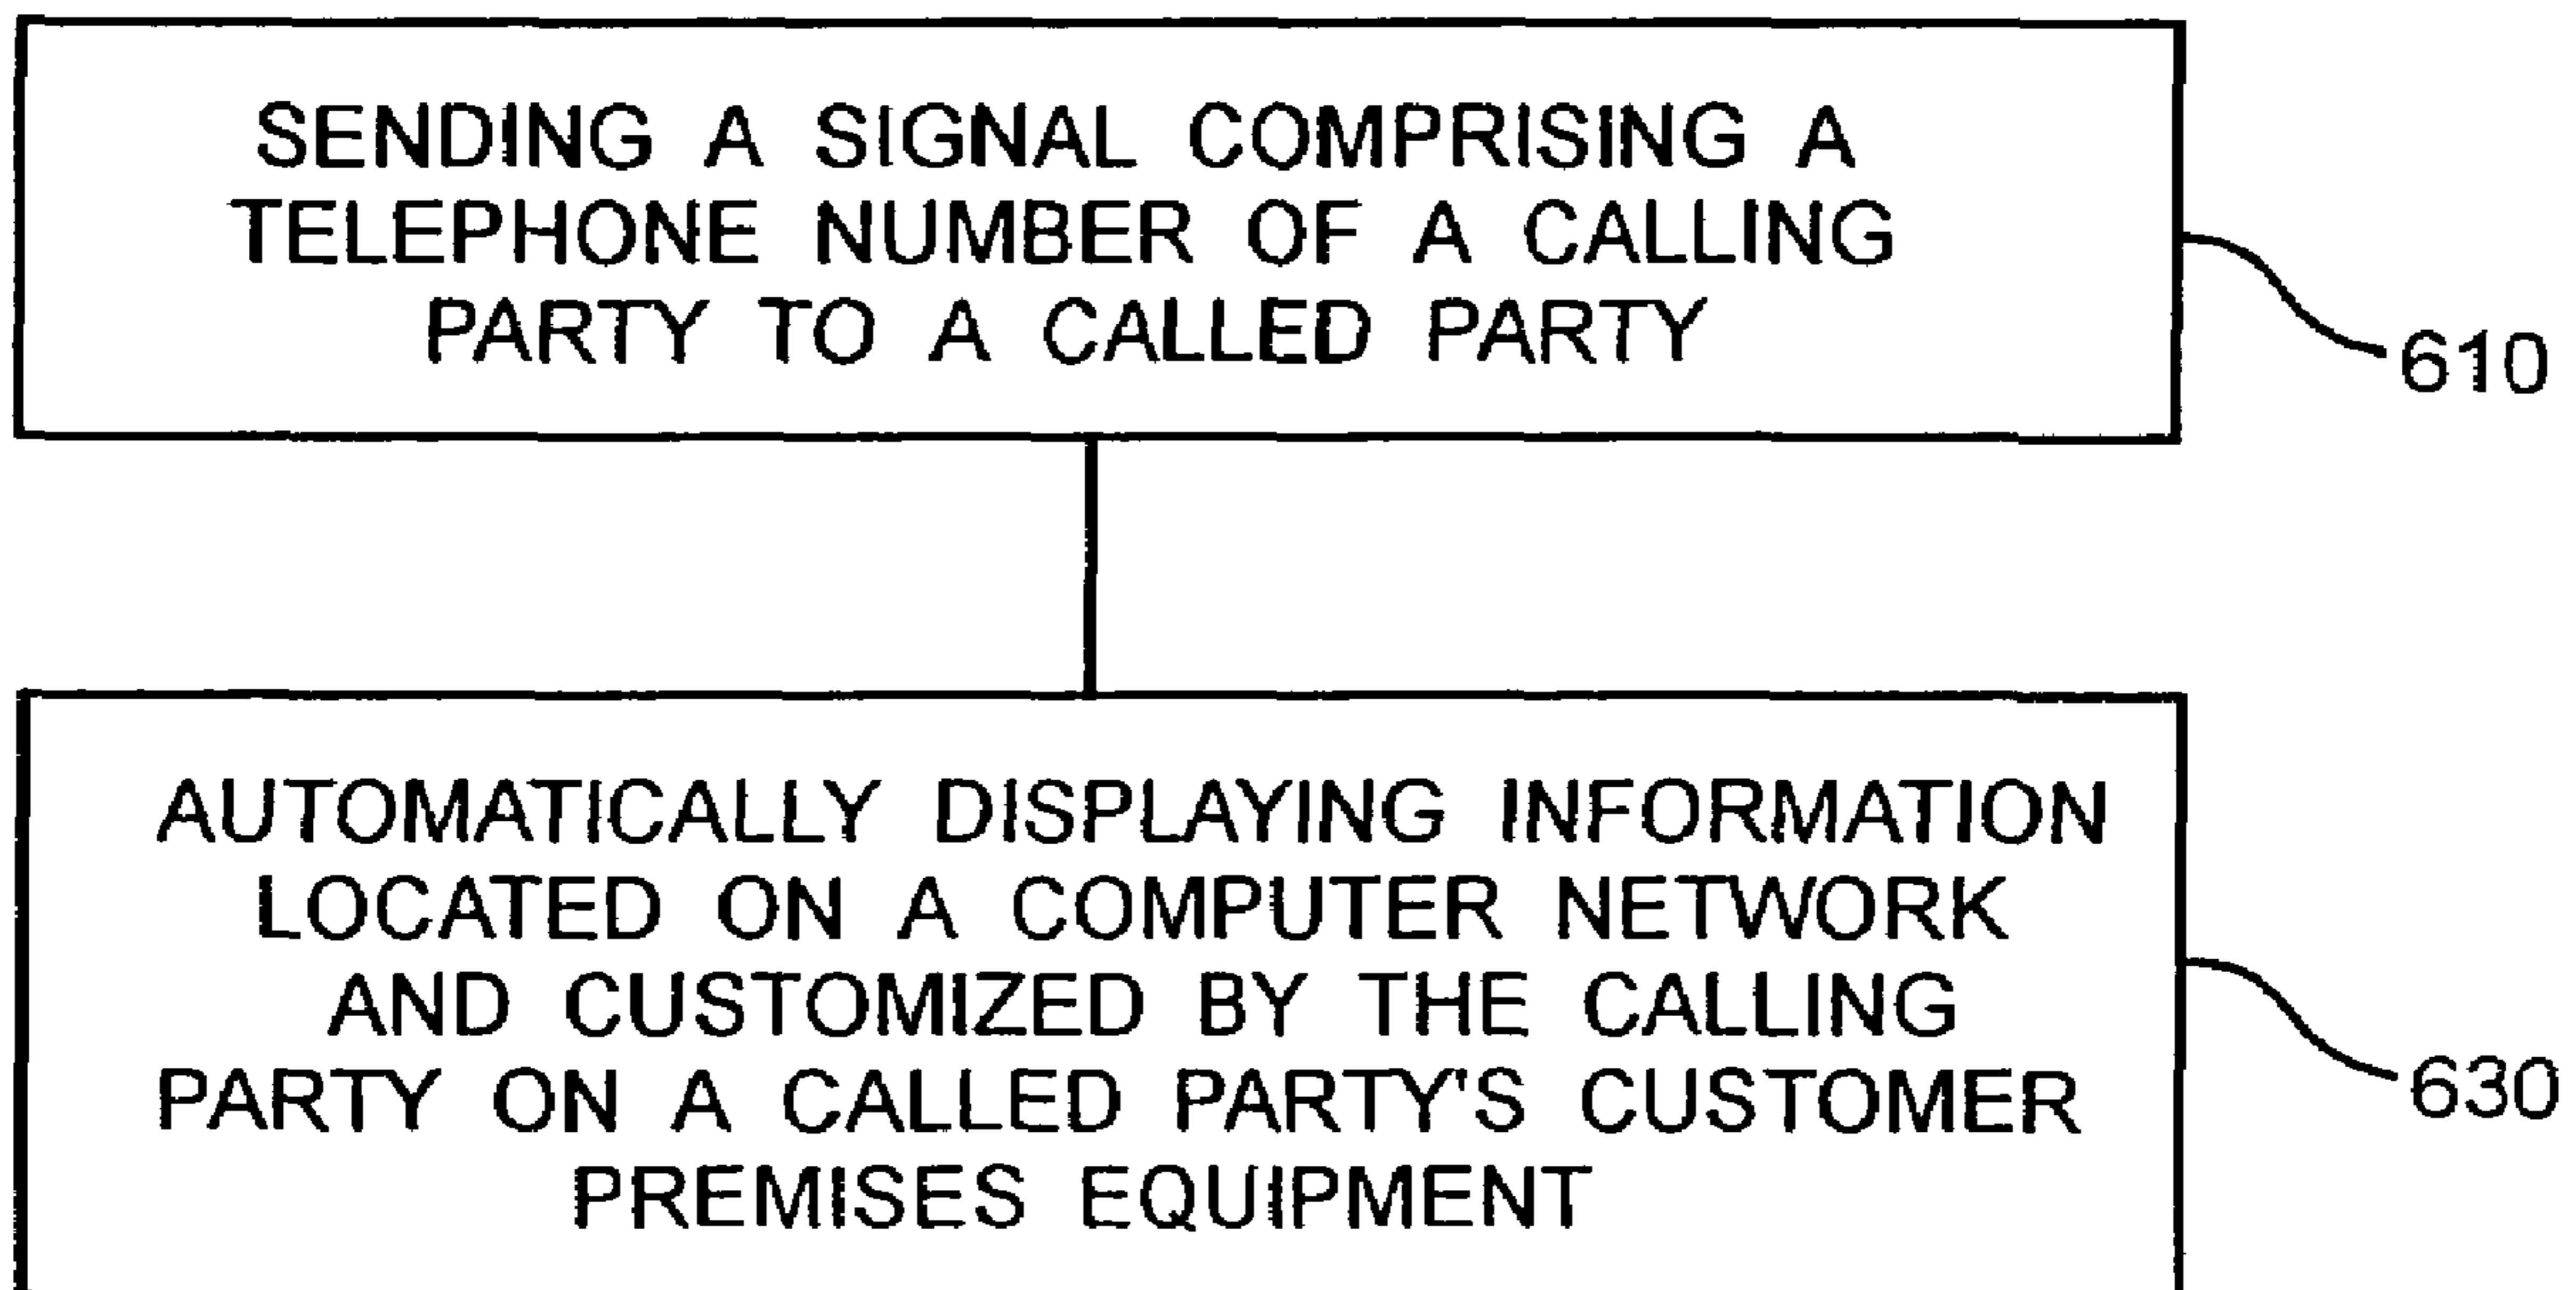 SENDING A SIGNAL COMPRISING A
TELEPHONE NUMBER OF A CALLING
PARTY TO A CALLED PARTY
610
AUTOMATICALLY DISPLAYING INFORMATION
LOCATED ON A COMPUTER NETWORK
AND CUSTOMIZED BY THE CALLING
PARTY ON A CALLED PARTY'S CUSTOMER
PREMISES EQUIPMENT
630